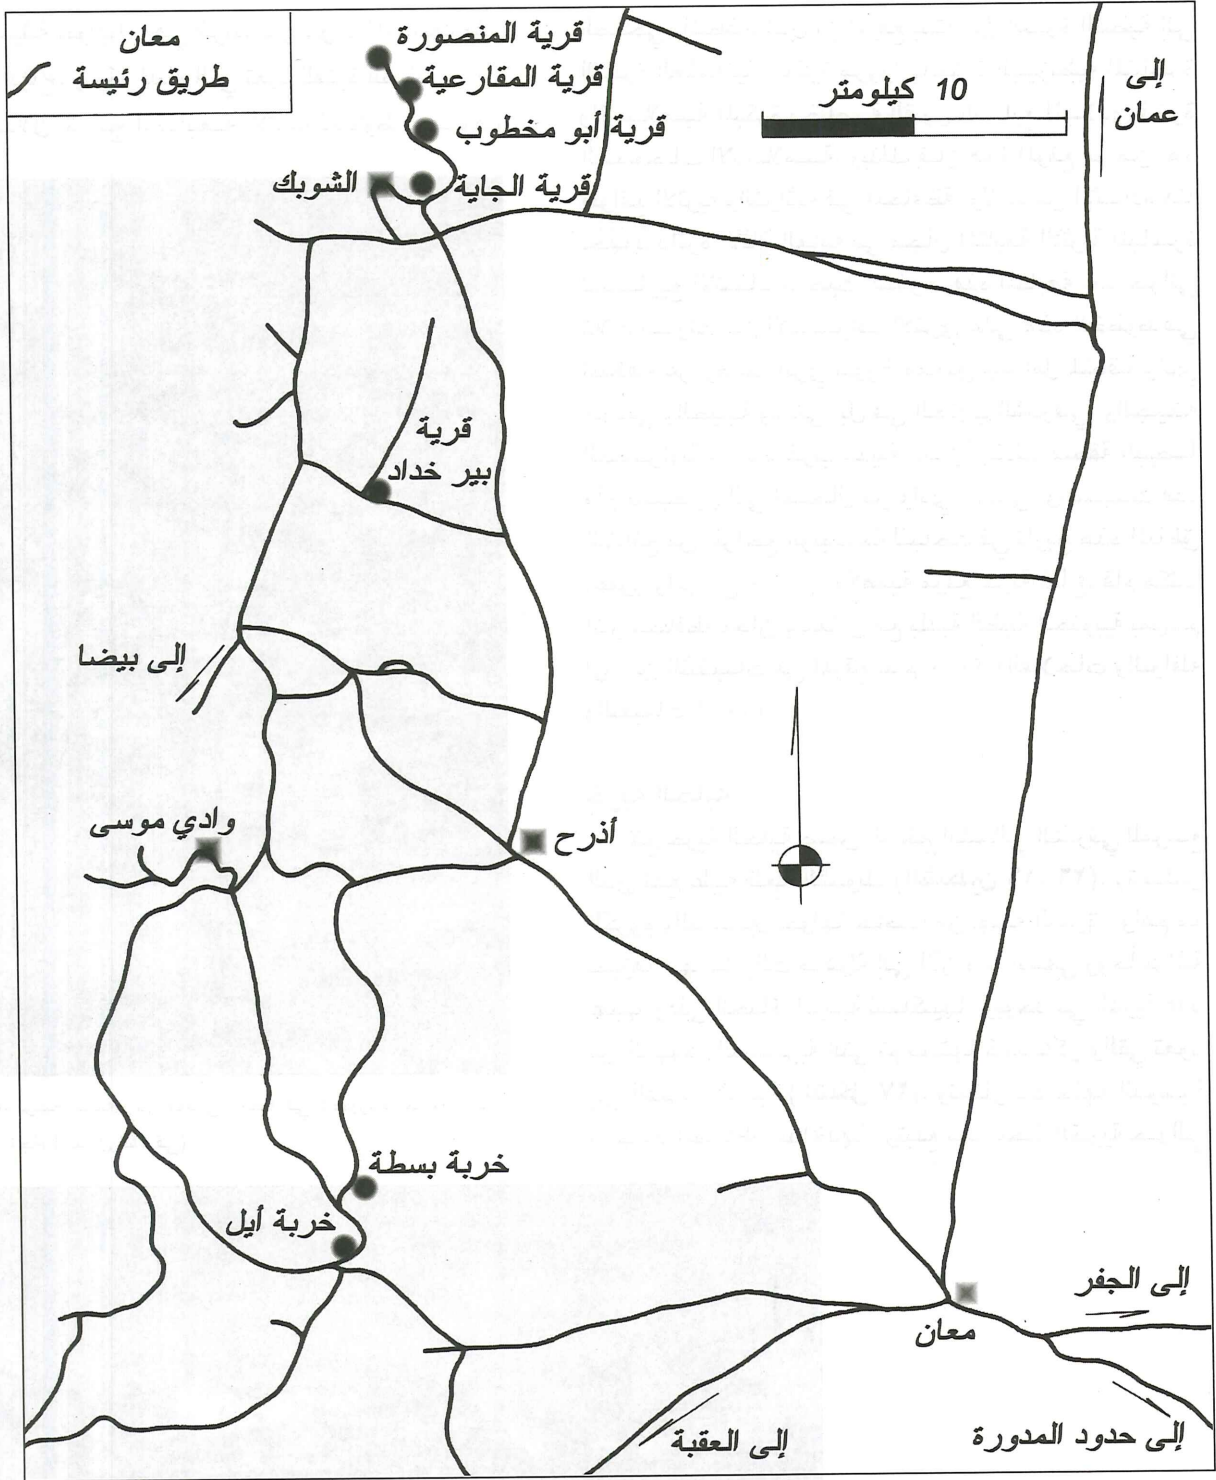 معان
طريق رئيسة
قرية المنصورة
قرية المقارعية
قرية أبو مخطوب
قرية الجاية
الشوبك
10 كيلومتر
إلى
عمان
قرية
بير خداد
إلى بيضا
وادي موسى
أذرح
خربة بسطة
خربة أيل
إلى الجفر
معان
إلى حدود المدورة
إلى العقبة